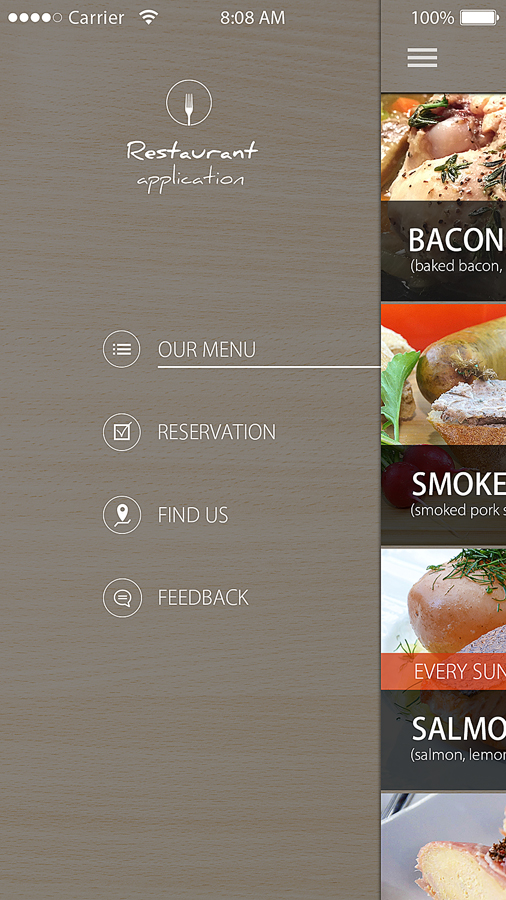 Carrier 8:08 AM 100%
Restaurant
application
OUR MENU
RESERVATION
FIND US
FEEDBACK
BACON
(baked bacon,
SMOKE
(smoked pork s
EVERY SUN
SALMO
(salmon, lemon